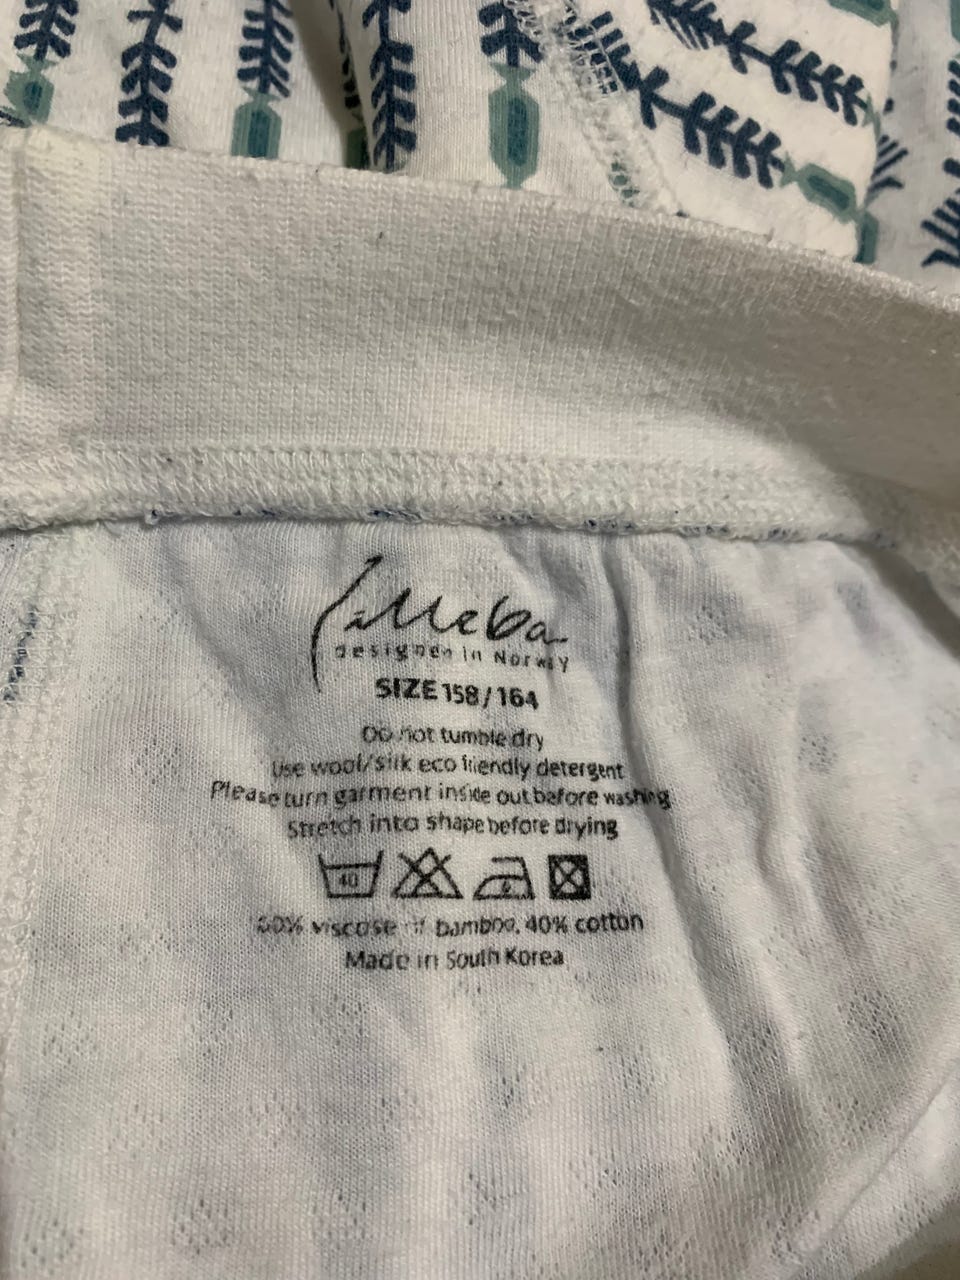 Lilleba
designed in Norway
SIZE 158/164
Do not tumble dry
Use wool/silk eco friendly detergent
Please turn garment inside out before washing
Stretch into shape before drying
40
60% viscose of bamboo, 40% cotton
Made in South Korea